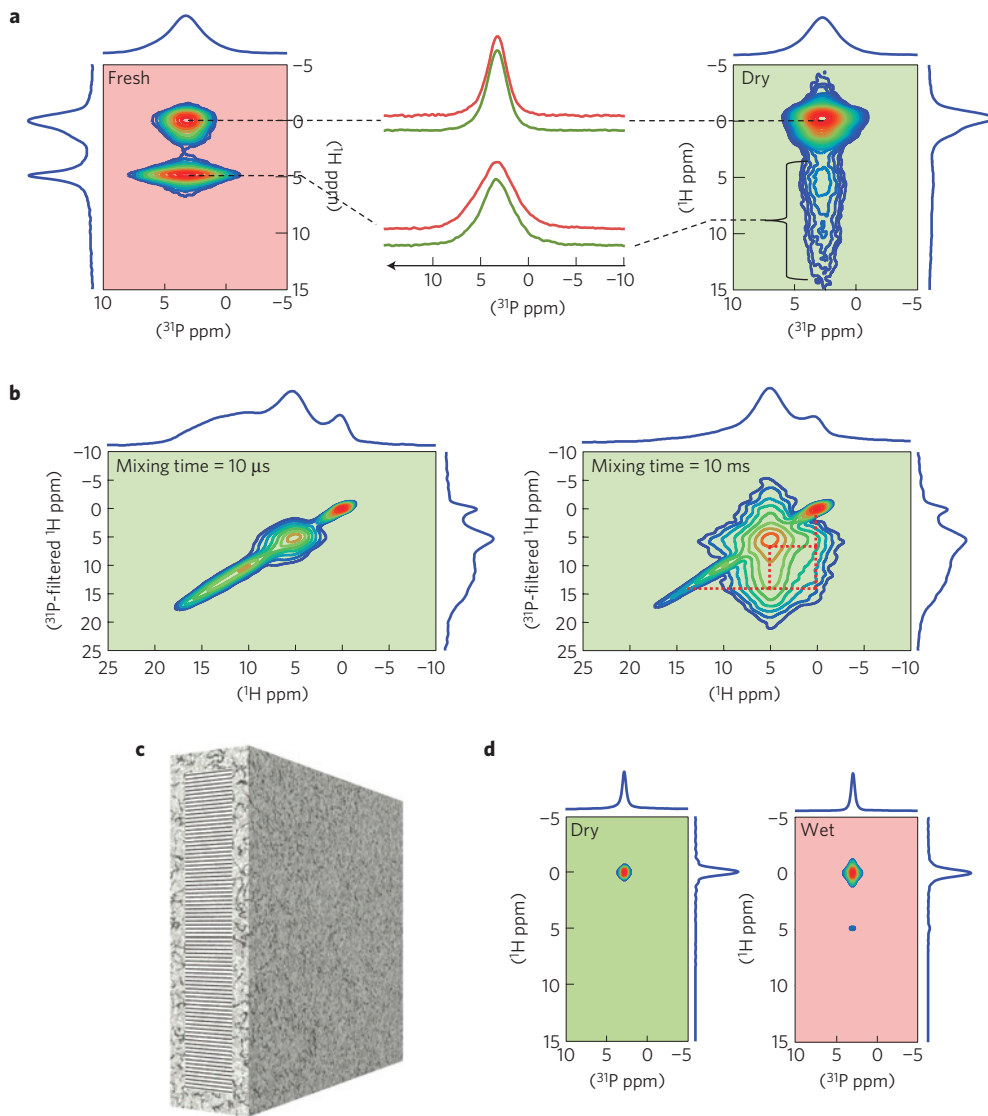 a
Fresh
−5
0
5
10
15
(¹H ppm)
10 5 0 −5
(³¹P ppm)
10 5 0 −5 −10
(³¹P ppm)
Dry
−5
0
5
10
15
(¹H ppm)
10 5 0 −5
(³¹P ppm)
b
Mixing time = 10 μs
−10
−5
0
5
10
15
20
25
(³¹P-filtered ¹H ppm)
25 20 15 10 5 0 −5 −10
(¹H ppm)
Mixing time = 10 ms
−10
−5
0
5
10
15
20
25
(³¹P-filtered ¹H ppm)
25 20 15 10 5 0 −5 −10
(¹H ppm)
c
d
Dry
−5
0
5
10
15
(¹H ppm)
10 5 0 −5
(³¹P ppm)
Wet
−5
0
5
10
15
(¹H ppm)
10 5 0 −5
(³¹P ppm)